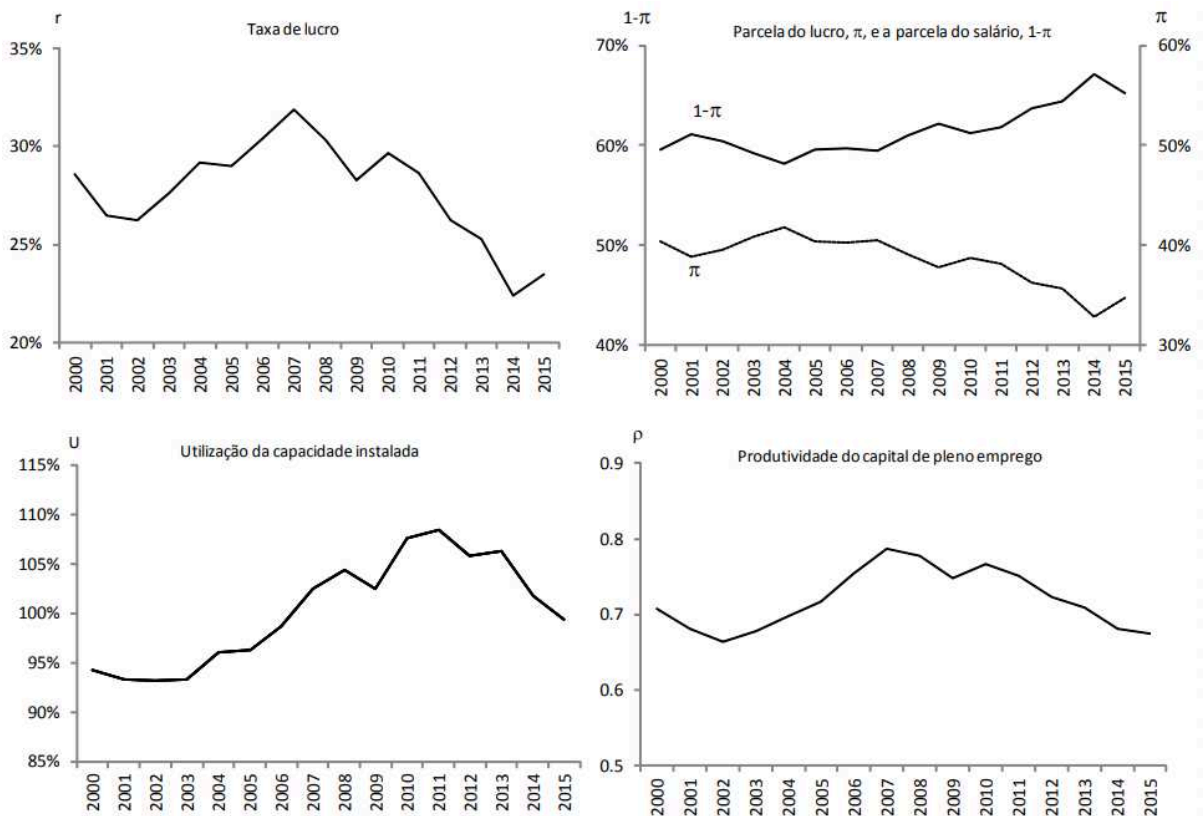 r
Taxa de lucro
35%
30%
25%
20%
2000 2001 2002 2003 2004 2005 2006 2007 2008 2009 2010 2011 2012 2013 2014 2015
1-π π
Parcela do lucro, π, e a parcela do salário, 1-π
70% 60%
60% 50%
50% 40%
40% 30%
1-π
π
2000 2001 2002 2003 2004 2005 2006 2007 2008 2009 2010 2011 2012 2013 2014 2015
U
Utilização da capacidade instalada
115%
110%
105%
100%
95%
90%
85%
2000 2001 2002 2003 2004 2005 2006 2007 2008 2009 2010 2011 2012 2013 2014 2015
ρ
Produtividade do capital de pleno emprego
0.9
0.8
0.7
0.6
0.5
2000 2001 2002 2003 2004 2005 2006 2007 2008 2009 2010 2011 2012 2013 2014 2015